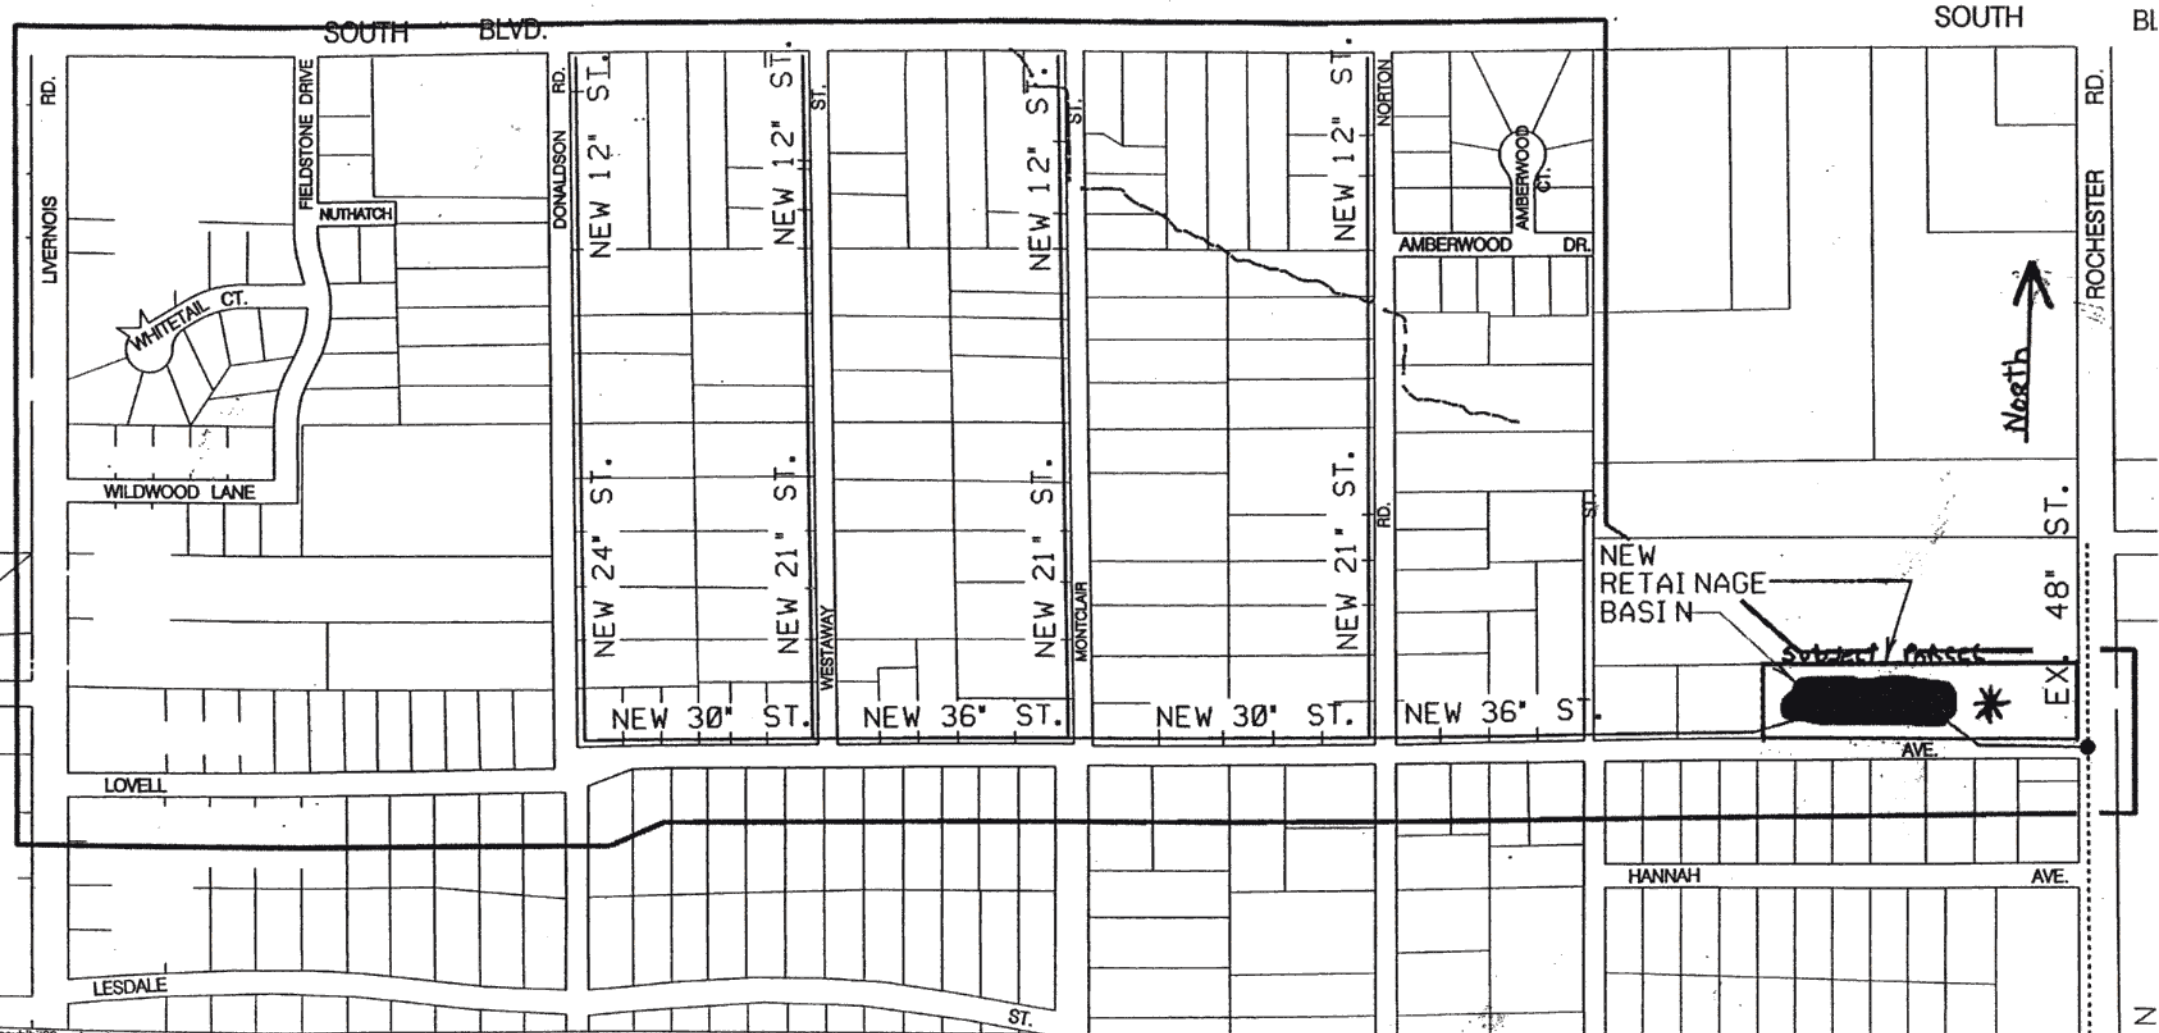 SOUTH BLVD.
SOUTH BL
LIVERNOIS RD.
FIELDSTONE DRIVE
NUTHATCH
DONALDSON RD.
NEW 12" ST.
NEW 12" ST.
ST.
NEW 12" ST.
ST.
NEW 12" ST.
NORTON
AMBERWOOD CT.
AMBERWOOD DR.
ROCHESTER RD.
WHITETAIL CT.
North
WILDWOOD LANE
NEW 24" ST.
NEW 21" ST.
WESTAWAY
NEW 21" ST.
MONTCLAIR
NEW 21" ST.
RD.
ST.
NEW
RETAINAGE
BASIN
SUBJECT PARCEL
EX. 48" ST.
NEW 30" ST.
NEW 36" ST.
NEW 30" ST.
NEW 36" ST.
AVE.
LOVELL
HANNAH AVE.
LESDALE ST.
N